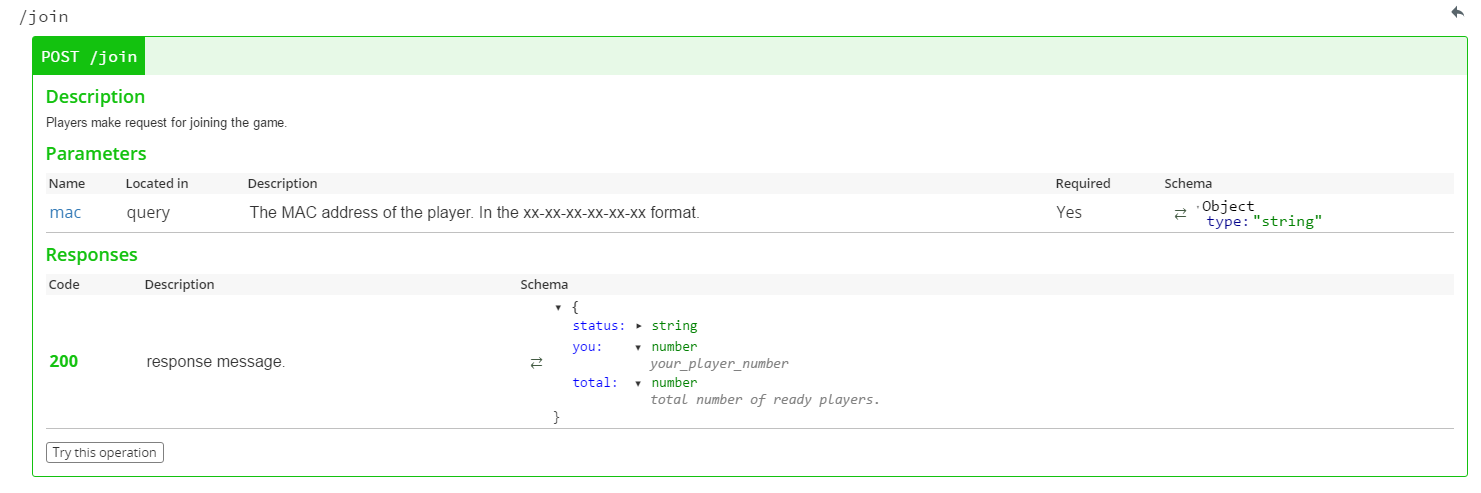 /join
POST /join
Description
Players make request for joining the game.
Parameters
Name Located in Description Required Schema
mac query The MAC address of the player. In the xx-xx-xx-xx-xx-xx format. Yes ⇄ ▾Object
type: "string"
Responses
Code Description Schema
▾ {
status: ▸ string
you: ▾ number
your_player_number
200 response message. ⇄
total: ▾ number
total number of ready players.
}
Try this operation